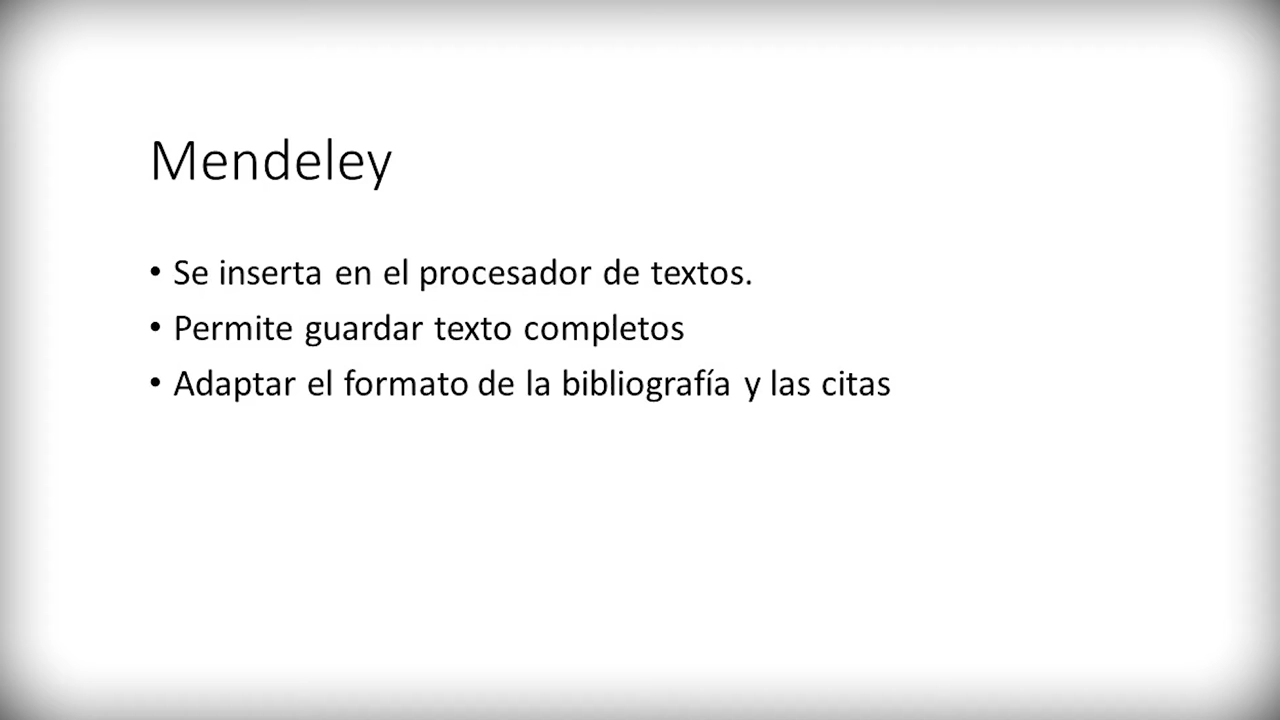 Mendeley
• Se inserta en el procesador de textos.
• Permite guardar texto completos
• Adaptar el formato de la bibliografía y las citas